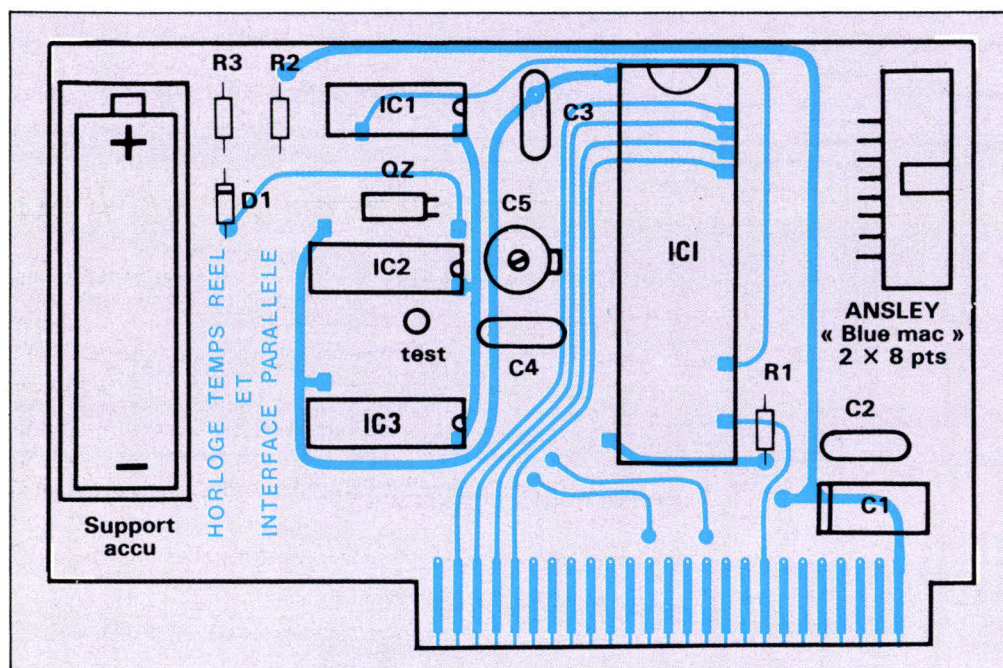 R3
R2
IC1
C3
+
QZ
D1
C5
IC2
ICI
test
C4
ANSLEY
« Blue mac »
2 × 8 pts
R1
IC3
C2
C1
−
Support
accu
HORLOGE TEMPS REEL
ET
INTERFACE PARALLELE